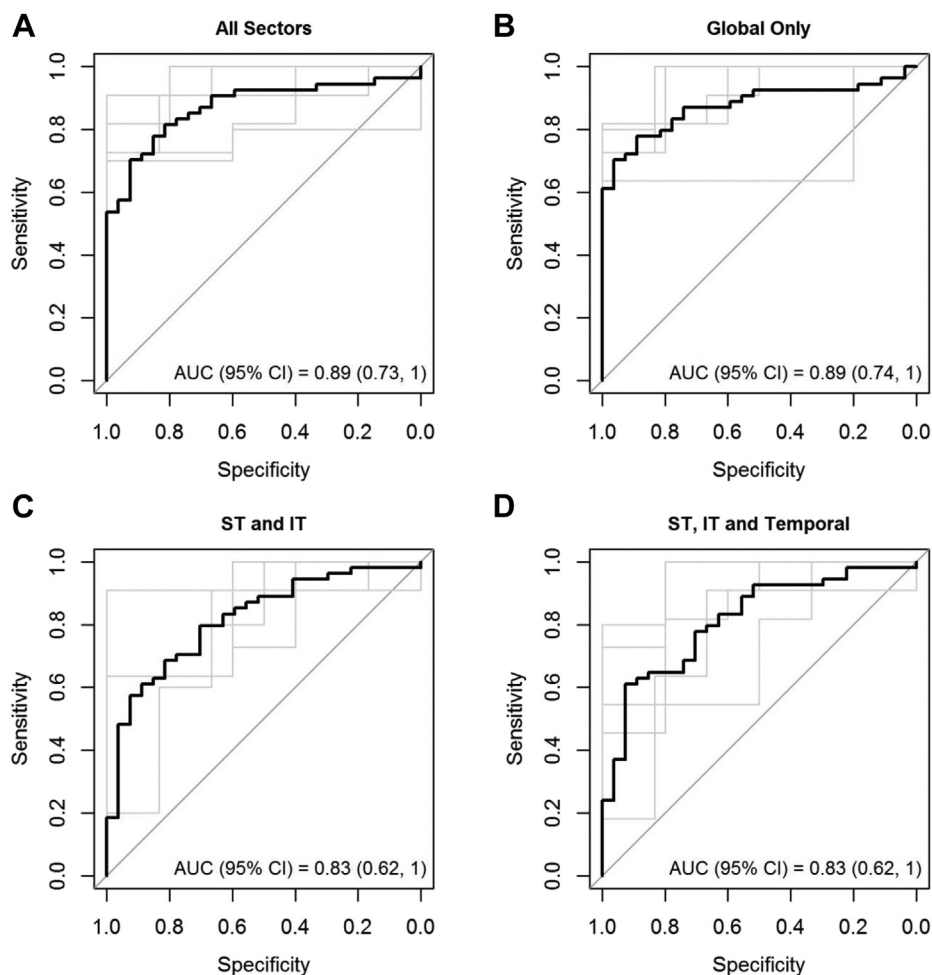 A
All Sectors
1.0
0.8
0.6
0.4
0.2
0.0
Sensitivity
AUC (95% CI) = 0.89 (0.73, 1)
1.0 0.8 0.6 0.4 0.2 0.0
Specificity
B
Global Only
1.0
0.8
0.6
0.4
0.2
0.0
Sensitivity
AUC (95% CI) = 0.89 (0.74, 1)
1.0 0.8 0.6 0.4 0.2 0.0
Specificity
C
ST and IT
1.0
0.8
0.6
0.4
0.2
0.0
Sensitivity
AUC (95% CI) = 0.83 (0.62, 1)
1.0 0.8 0.6 0.4 0.2 0.0
Specificity
D
ST, IT and Temporal
1.0
0.8
0.6
0.4
0.2
0.0
Sensitivity
AUC (95% CI) = 0.83 (0.62, 1)
1.0 0.8 0.6 0.4 0.2 0.0
Specificity